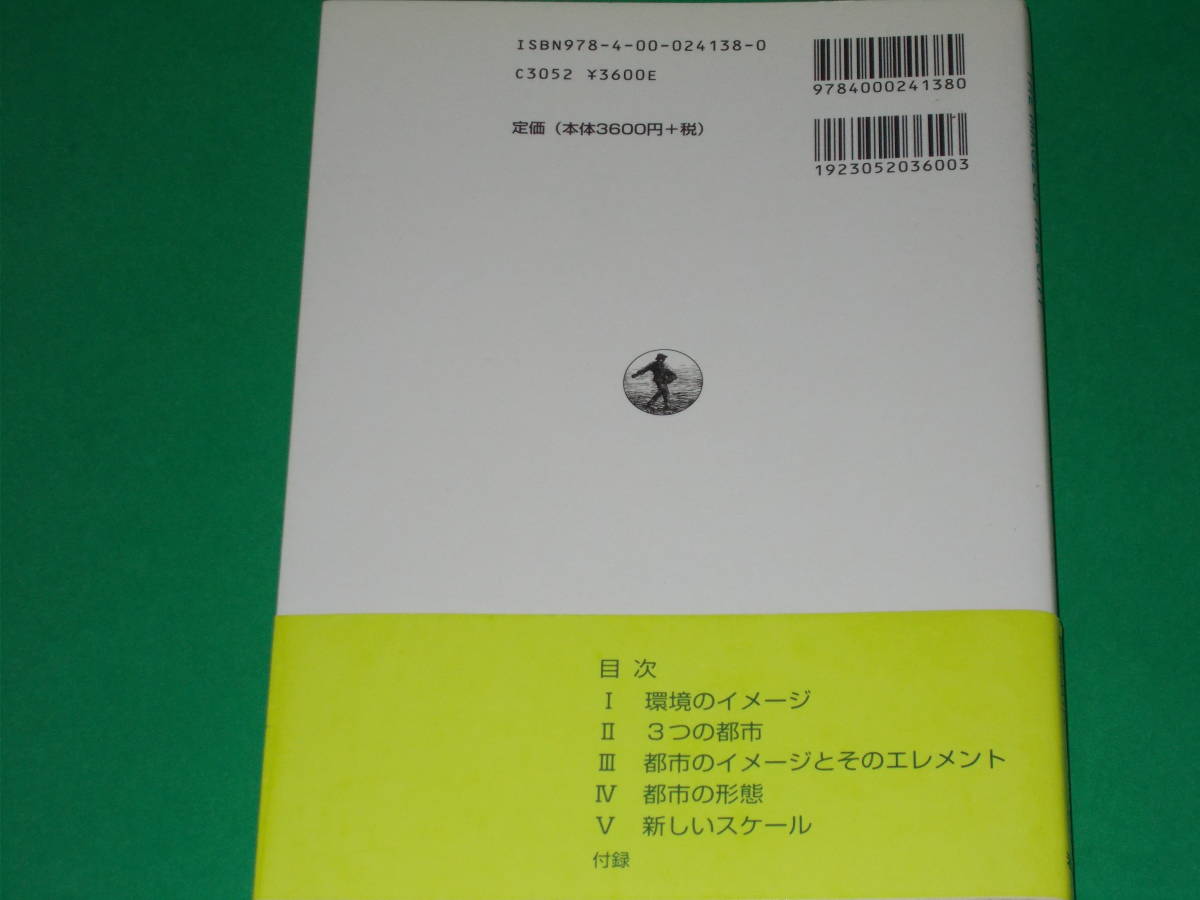 ISBN978-4-00-024138-0
C3052 ¥3600E
定価（本体3600円＋税）
9784000241380
1923052036003
目 次
Ⅰ 環境のイメージ
Ⅱ ３つの都市
Ⅲ 都市のイメージとそのエレメント
Ⅳ 都市の形態
Ⅴ 新しいスケール
付録